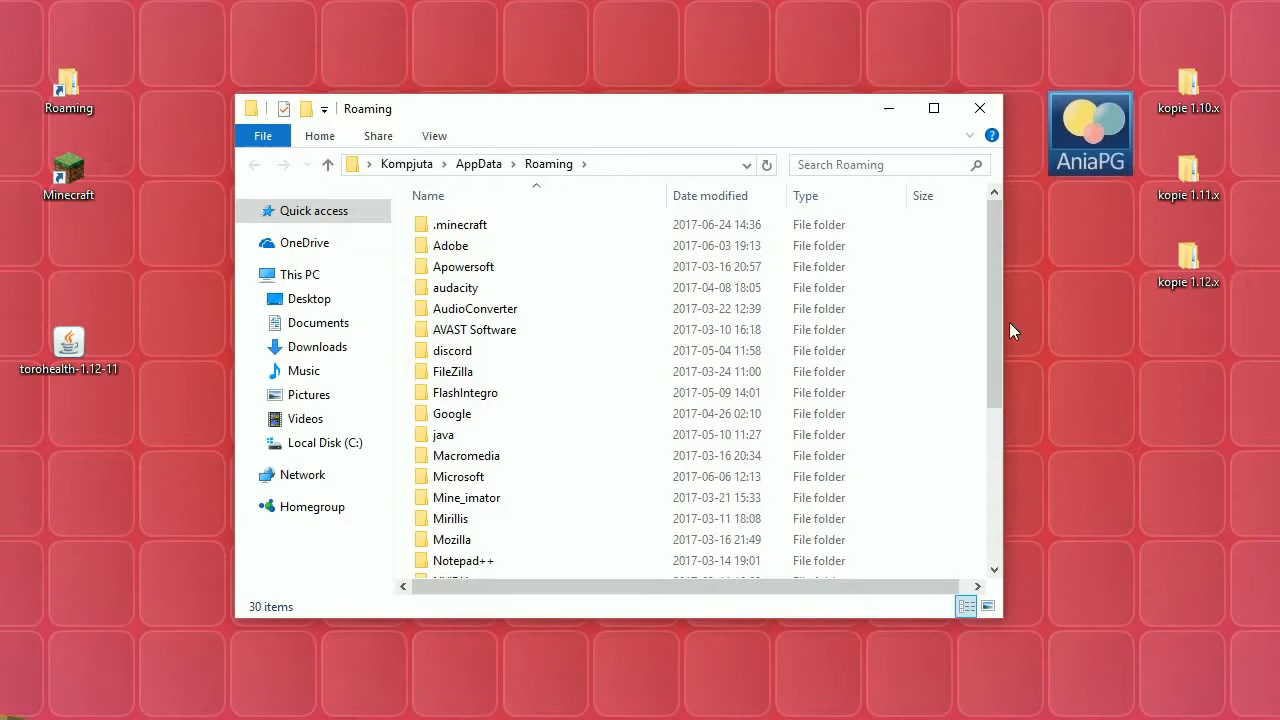 Roaming
Minecraft
torohealth-1.12-11
Roaming
File Home Share View
Kompjuta AppData Roaming
Search Roaming
Name Date modified Type Size
Quick access
OneDrive
This PC
Desktop
Documents
Downloads
Music
Pictures
Videos
Local Disk (C:)
Network
Homegroup
.minecraft 2017-06-24 14:36 File folder
Adobe 2017-06-03 19:13 File folder
Apowersoft 2017-03-16 20:57 File folder
audacity 2017-04-08 18:05 File folder
AudioConverter 2017-03-22 12:39 File folder
AVAST Software 2017-03-10 16:18 File folder
discord 2017-05-04 11:58 File folder
FileZilla 2017-03-24 11:00 File folder
FlashIntegro 2017-05-09 14:01 File folder
Google 2017-04-26 02:10 File folder
java 2017-05-10 11:27 File folder
Macromedia 2017-03-16 20:34 File folder
Microsoft 2017-06-06 12:13 File folder
Mine_imator 2017-03-21 15:33 File folder
Mirillis 2017-03-11 18:08 File folder
Mozilla 2017-03-16 21:49 File folder
Notepad++ 2017-03-14 19:01 File folder
30 items
AniaPG
kopie 1.10.x
kopie 1.11.x
kopie 1.12.x